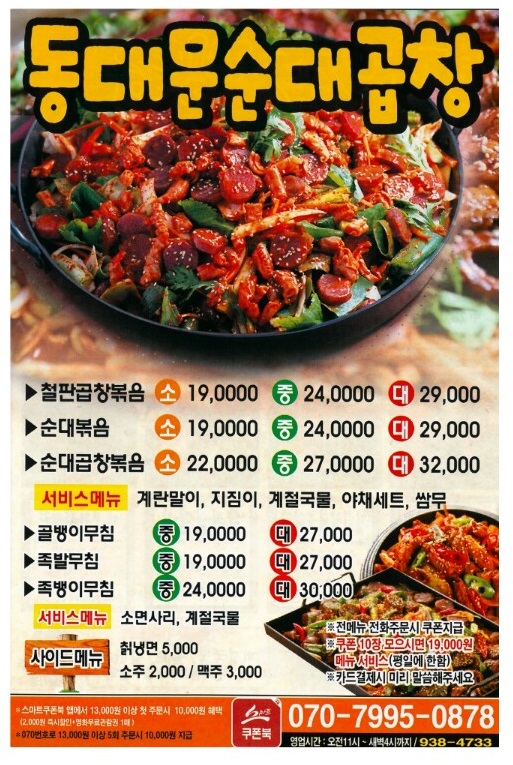 동대문순대곱창
▶철판곱창볶음 소 19,0000 중 24,0000 대 29,000
▶순대볶음 소 19,0000 중 24,0000 대 29,000
▶순대곱창볶음 소 22,0000 중 27,0000 대 32,000
서비스메뉴 계란말이, 지짐이, 계절국물, 야채세트, 쌈무
▶골뱅이무침 중 19,0000 대 27,000
▶족발무침 중 19,0000 대 27,000
▶족뱅이무침 중 24,0000 대 30,000
서비스메뉴 소면사리, 계절국물
사이드메뉴
칡냉면 5,000
소주 2,000 / 맥주 3,000
※전메뉴 전화주문시 쿠폰지급
※쿠폰 10장 모으시면 19,000원
메뉴 서비스(평일에 한함)
※카드결제시 미리 말씀해주세요
※스마트쿠폰북 앱에서 13,000원 이상 첫 주문시 10,000원 혜택
(2,000원 즉시할인+영화무료관람권 1매)
※070번호로 13,000원 이상 5회 주문시 10,000원 지급
스마트
쿠폰북
070-7995-0878
영업시간 : 오전11시~새벽4시까지 / 938-4733